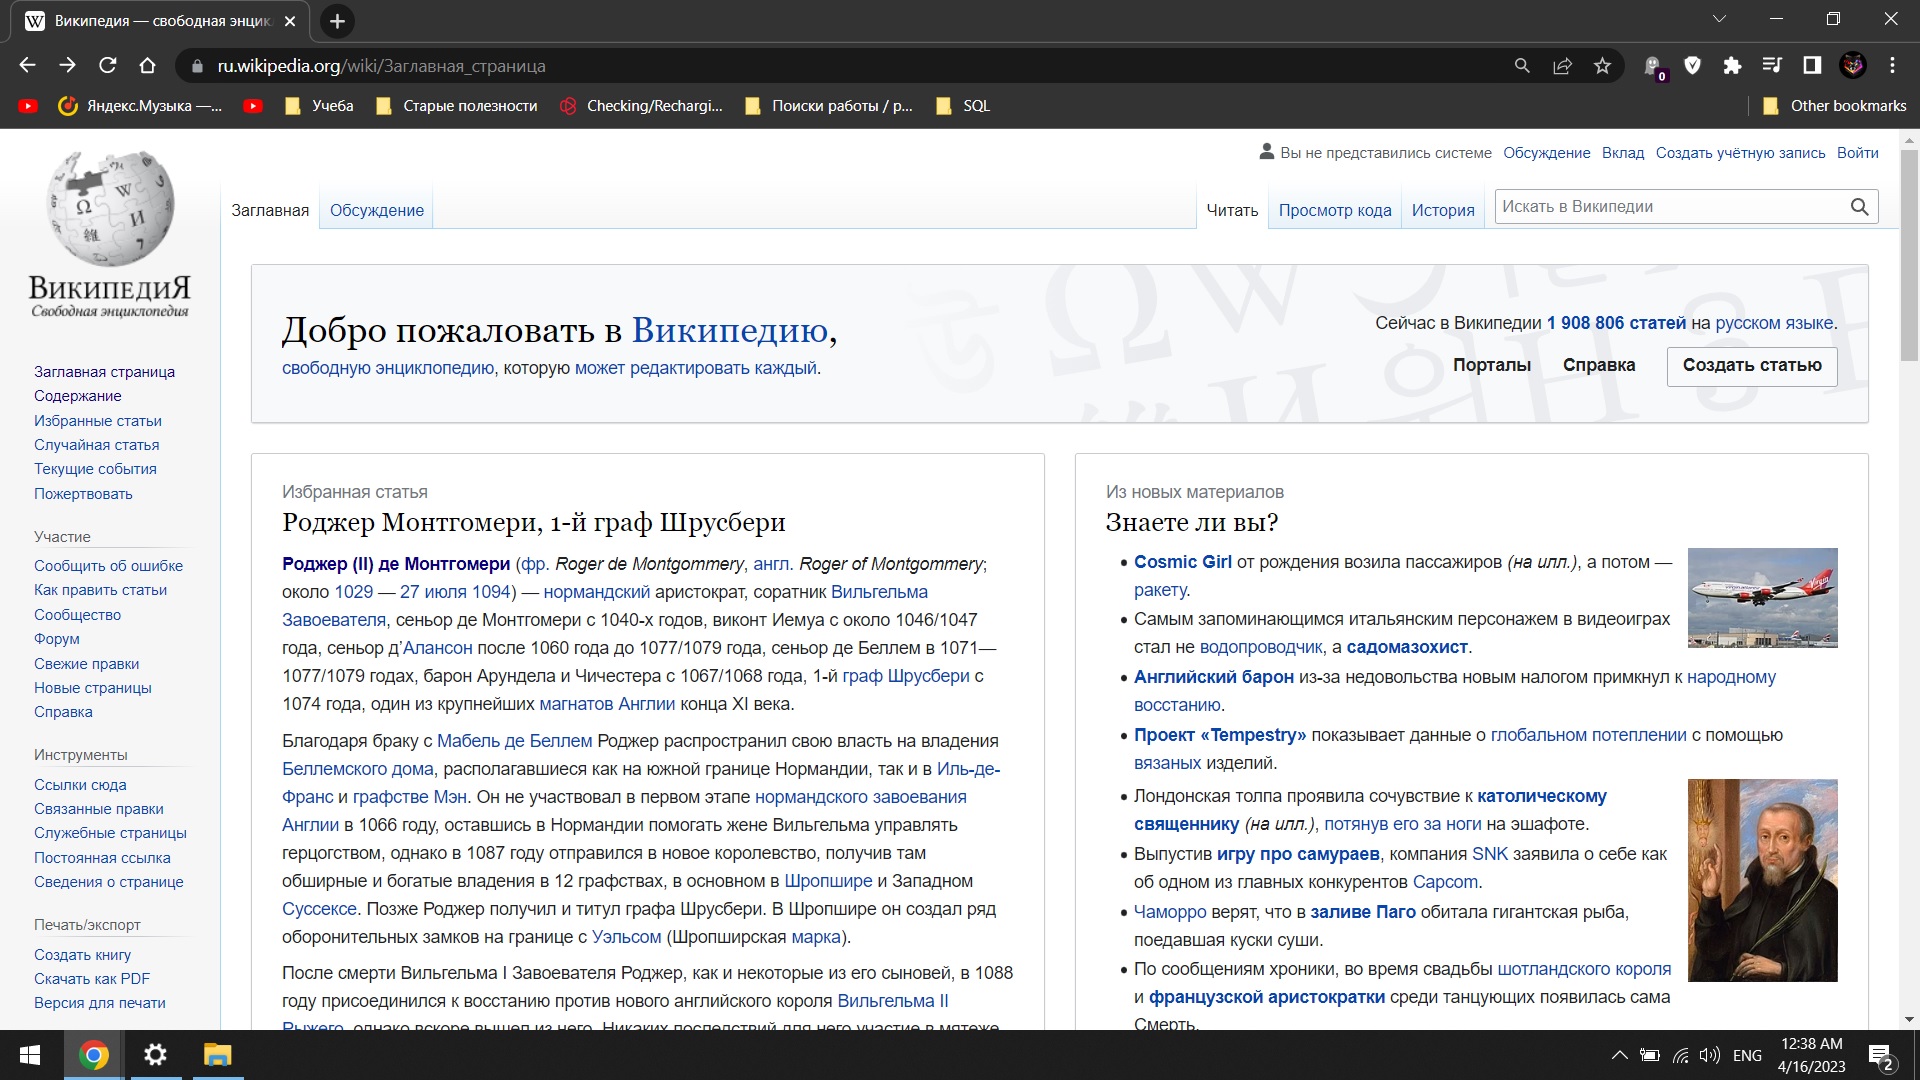 Википедия — свободная энцик
ru.wikipedia.org/wiki/Заглавная_страница
0
Яндекс.Музыка —...
Учеба
Старые полезности
Checking/Rechargi...
Поиски работы / р...
SQL
Other bookmarks
Вы не представились системе Обсуждение Вклад Создать учётную запись Войти
Заглавная Обсуждение Читать Просмотр кода История Искать в Википедии
ВикипедиЯ
Свободная энциклопедия
Заглавная страница
Содержание
Избранные статьи
Случайная статья
Текущие события
Пожертвовать
Участие
Сообщить об ошибке
Как править статьи
Сообщество
Форум
Свежие правки
Новые страницы
Справка
Инструменты
Ссылки сюда
Связанные правки
Служебные страницы
Постоянная ссылка
Сведения о странице
Печать/экспорт
Создать книгу
Скачать как PDF
Версия для печати
Добро пожаловать в Википедию,
свободную энциклопедию, которую может редактировать каждый.
Сейчас в Википедии 1 908 806 статей на русском языке.
Порталы Справка Создать статью
Избранная статья
Роджер Монтгомери, 1-й граф Шрусбери
Роджер (II) де Монтгомери (фр. Roger de Montgommery, англ. Roger of Montgommery;
около 1029 — 27 июля 1094) — нормандский аристократ, соратник Вильгельма
Завоевателя, сеньор де Монтгомери с 1040-х годов, виконт Иемуа с около 1046/1047
года, сеньор д’Алансон после 1060 года до 1077/1079 года, сеньор де Беллем в 1071—
1077/1079 годах, барон Арундела и Чичестера с 1067/1068 года, 1-й граф Шрусбери с
1074 года, один из крупнейших магнатов Англии конца XI века.
Благодаря браку с Мабель де Беллем Роджер распространил свою власть на владения
Беллемского дома, располагавшиеся как на южной границе Нормандии, так и в Иль-де-
Франс и графстве Мэн. Он не участвовал в первом этапе нормандского завоевания
Англии в 1066 году, оставшись в Нормандии помогать жене Вильгельма управлять
герцогством, однако в 1087 году отправился в новое королевство, получив там
обширные и богатые владения в 12 графствах, в основном в Шропшире и Западном
Суссексе. Позже Роджер получил и титул графа Шрусбери. В Шропшире он создал ряд
оборонительных замков на границе с Уэльсом (Шропширская марка).
После смерти Вильгельма I Завоевателя Роджер, как и некоторые из его сыновей, в 1088
году присоединился к восстанию против нового английского короля Вильгельма II
Рыжего, однако вскоре вышел из него. Никаких последствий для него участие в мятеже
Из новых материалов
Знаете ли вы?
Cosmic Girl от рождения возила пассажиров (на илл.), а потом —
ракету.
Самым запоминающимся итальянским персонажем в видеоиграх
стал не водопроводчик, а садомазохист.
Английский барон из-за недовольства новым налогом примкнул к народному
восстанию.
Проект «Tempestry» показывает данные о глобальном потеплении с помощью
вязаных изделий.
Лондонская толпа проявила сочувствие к католическому
священнику (на илл.), потянув его за ноги на эшафоте.
Выпустив игру про самураев, компания SNK заявила о себе как
об одном из главных конкурентов Capcom.
Чаморро верят, что в заливе Паго обитала гигантская рыба,
поедавшая куски суши.
По сообщениям хроники, во время свадьбы шотландского короля
и французской аристократки среди танцующих появилась сама
Смерть.
ENG
12:38 AM
4/16/2023
2